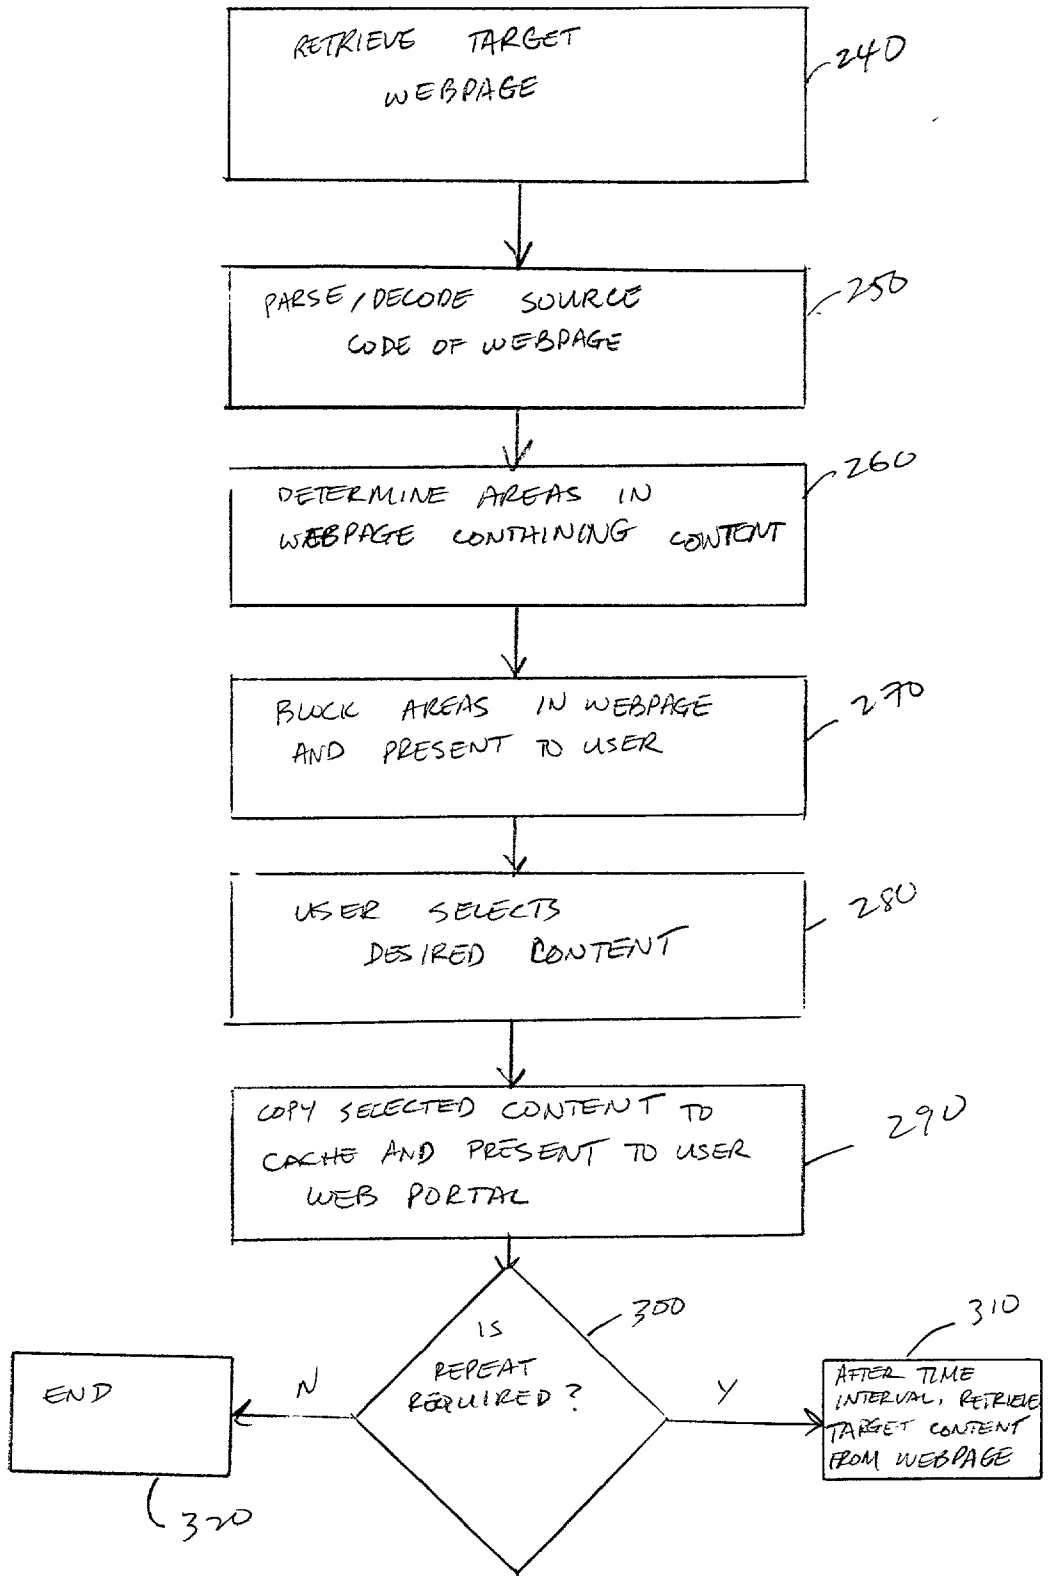 RETRIEVE TARGET
WEBPAGE
240
PARSE/DECODE SOURCE
CODE OF WEBPAGE
250
DETERMINE AREAS IN
WEBPAGE CONTAINING CONTENT
260
BLOCK AREAS IN WEBPAGE
AND PRESENT TO USER
270
USER SELECTS
DESIRED CONTENT
280
COPY SELECTED CONTENT TO
CACHE AND PRESENT TO USER
WEB PORTAL
290
IS
REPEAT
REQUIRED?
300
N
END
320
Y
310
AFTER TIME
INTERVAL, RETRIEVE
TARGET CONTENT
FROM WEBPAGE